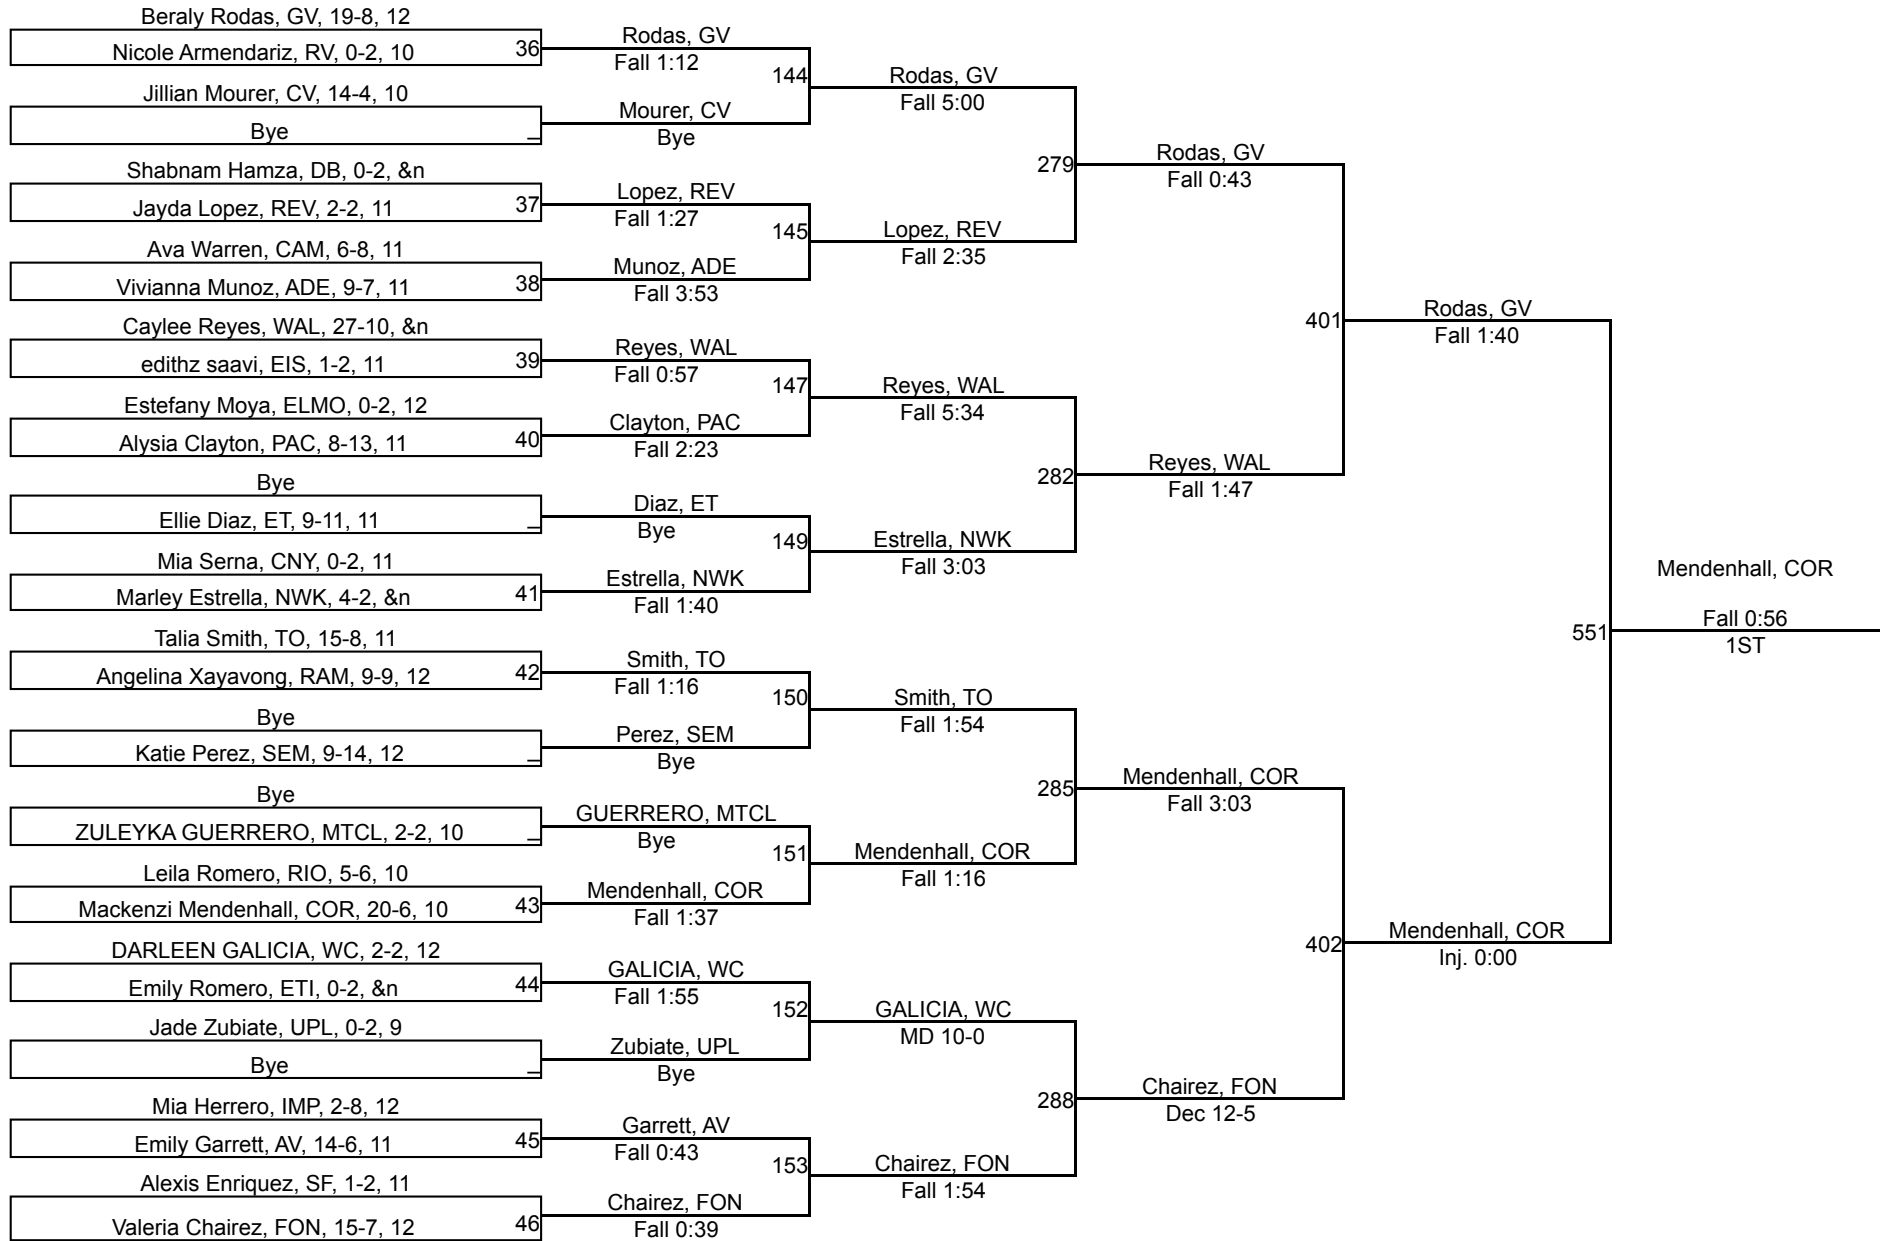 Beraly Rodas, GV, 19-8, 12
Nicole Armendariz, RV, 0-2, 10
36
Jillian Mourer, CV, 14-4, 10
Bye
_
Shabnam Hamza, DB, 0-2, &n
Jayda Lopez, REV, 2-2, 11
37
Ava Warren, CAM, 6-8, 11
Vivianna Munoz, ADE, 9-7, 11
38
Caylee Reyes, WAL, 27-10, &n
edithz saavi, EIS, 1-2, 11
39
Estefany Moya, ELMO, 0-2, 12
Alysia Clayton, PAC, 8-13, 11
40
Bye
Ellie Diaz, ET, 9-11, 11
_
Mia Serna, CNY, 0-2, 11
Marley Estrella, NWK, 4-2, &n
41
Talia Smith, TO, 15-8, 11
Angelina Xayavong, RAM, 9-9, 12
42
Bye
Katie Perez, SEM, 9-14, 12
_
Bye
ZULEYKA GUERRERO, MTCL, 2-2, 10
_
Leila Romero, RIO, 5-6, 10
Mackenzi Mendenhall, COR, 20-6, 10
43
DARLEEN GALICIA, WC, 2-2, 12
Emily Romero, ETI, 0-2, &n
44
Jade Zubiate, UPL, 0-2, 9
Bye
_
Mia Herrero, IMP, 2-8, 12
Emily Garrett, AV, 14-6, 11
45
Alexis Enriquez, SF, 1-2, 11
Valeria Chairez, FON, 15-7, 12
46
Rodas, GV
Fall 1:12
144
Mourer, CV
Bye
Lopez, REV
Fall 1:27
145
Munoz, ADE
Fall 3:53
Reyes, WAL
Fall 0:57
147
Clayton, PAC
Fall 2:23
Diaz, ET
Bye
149
Estrella, NWK
Fall 1:40
Smith, TO
Fall 1:16
150
Perez, SEM
Bye
GUERRERO, MTCL
Bye
151
Mendenhall, COR
Fall 1:37
GALICIA, WC
Fall 1:55
152
Zubiate, UPL
Bye
Garrett, AV
Fall 0:43
153
Chairez, FON
Fall 0:39
Rodas, GV
Fall 5:00
279
Lopez, REV
Fall 2:35
Reyes, WAL
Fall 5:34
282
Estrella, NWK
Fall 3:03
Smith, TO
Fall 1:54
285
Mendenhall, COR
Fall 1:16
GALICIA, WC
MD 10-0
288
Chairez, FON
Fall 1:54
Rodas, GV
Fall 0:43
401
Reyes, WAL
Fall 1:47
Mendenhall, COR
Fall 3:03
402
Chairez, FON
Dec 12-5
Rodas, GV
Fall 1:40
551
Mendenhall, COR
Inj. 0:00
Mendenhall, COR
Fall 0:56
1ST